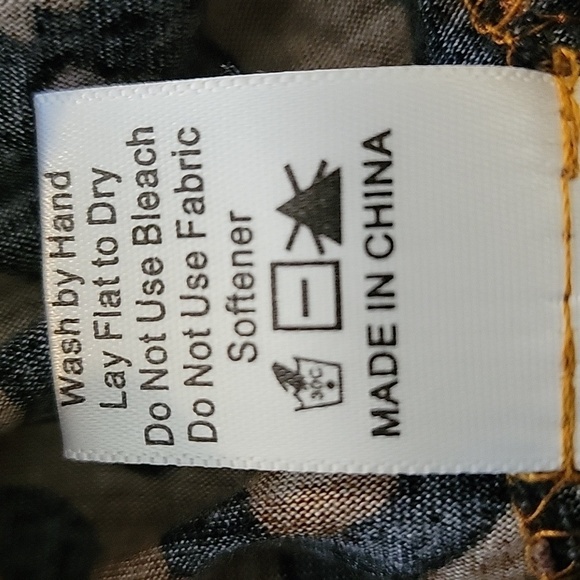 Wash by Hand
Lay Flat to Dry
Do Not Use Bleach
Do Not Use Fabric
Softener
30C
MADE IN CHINA